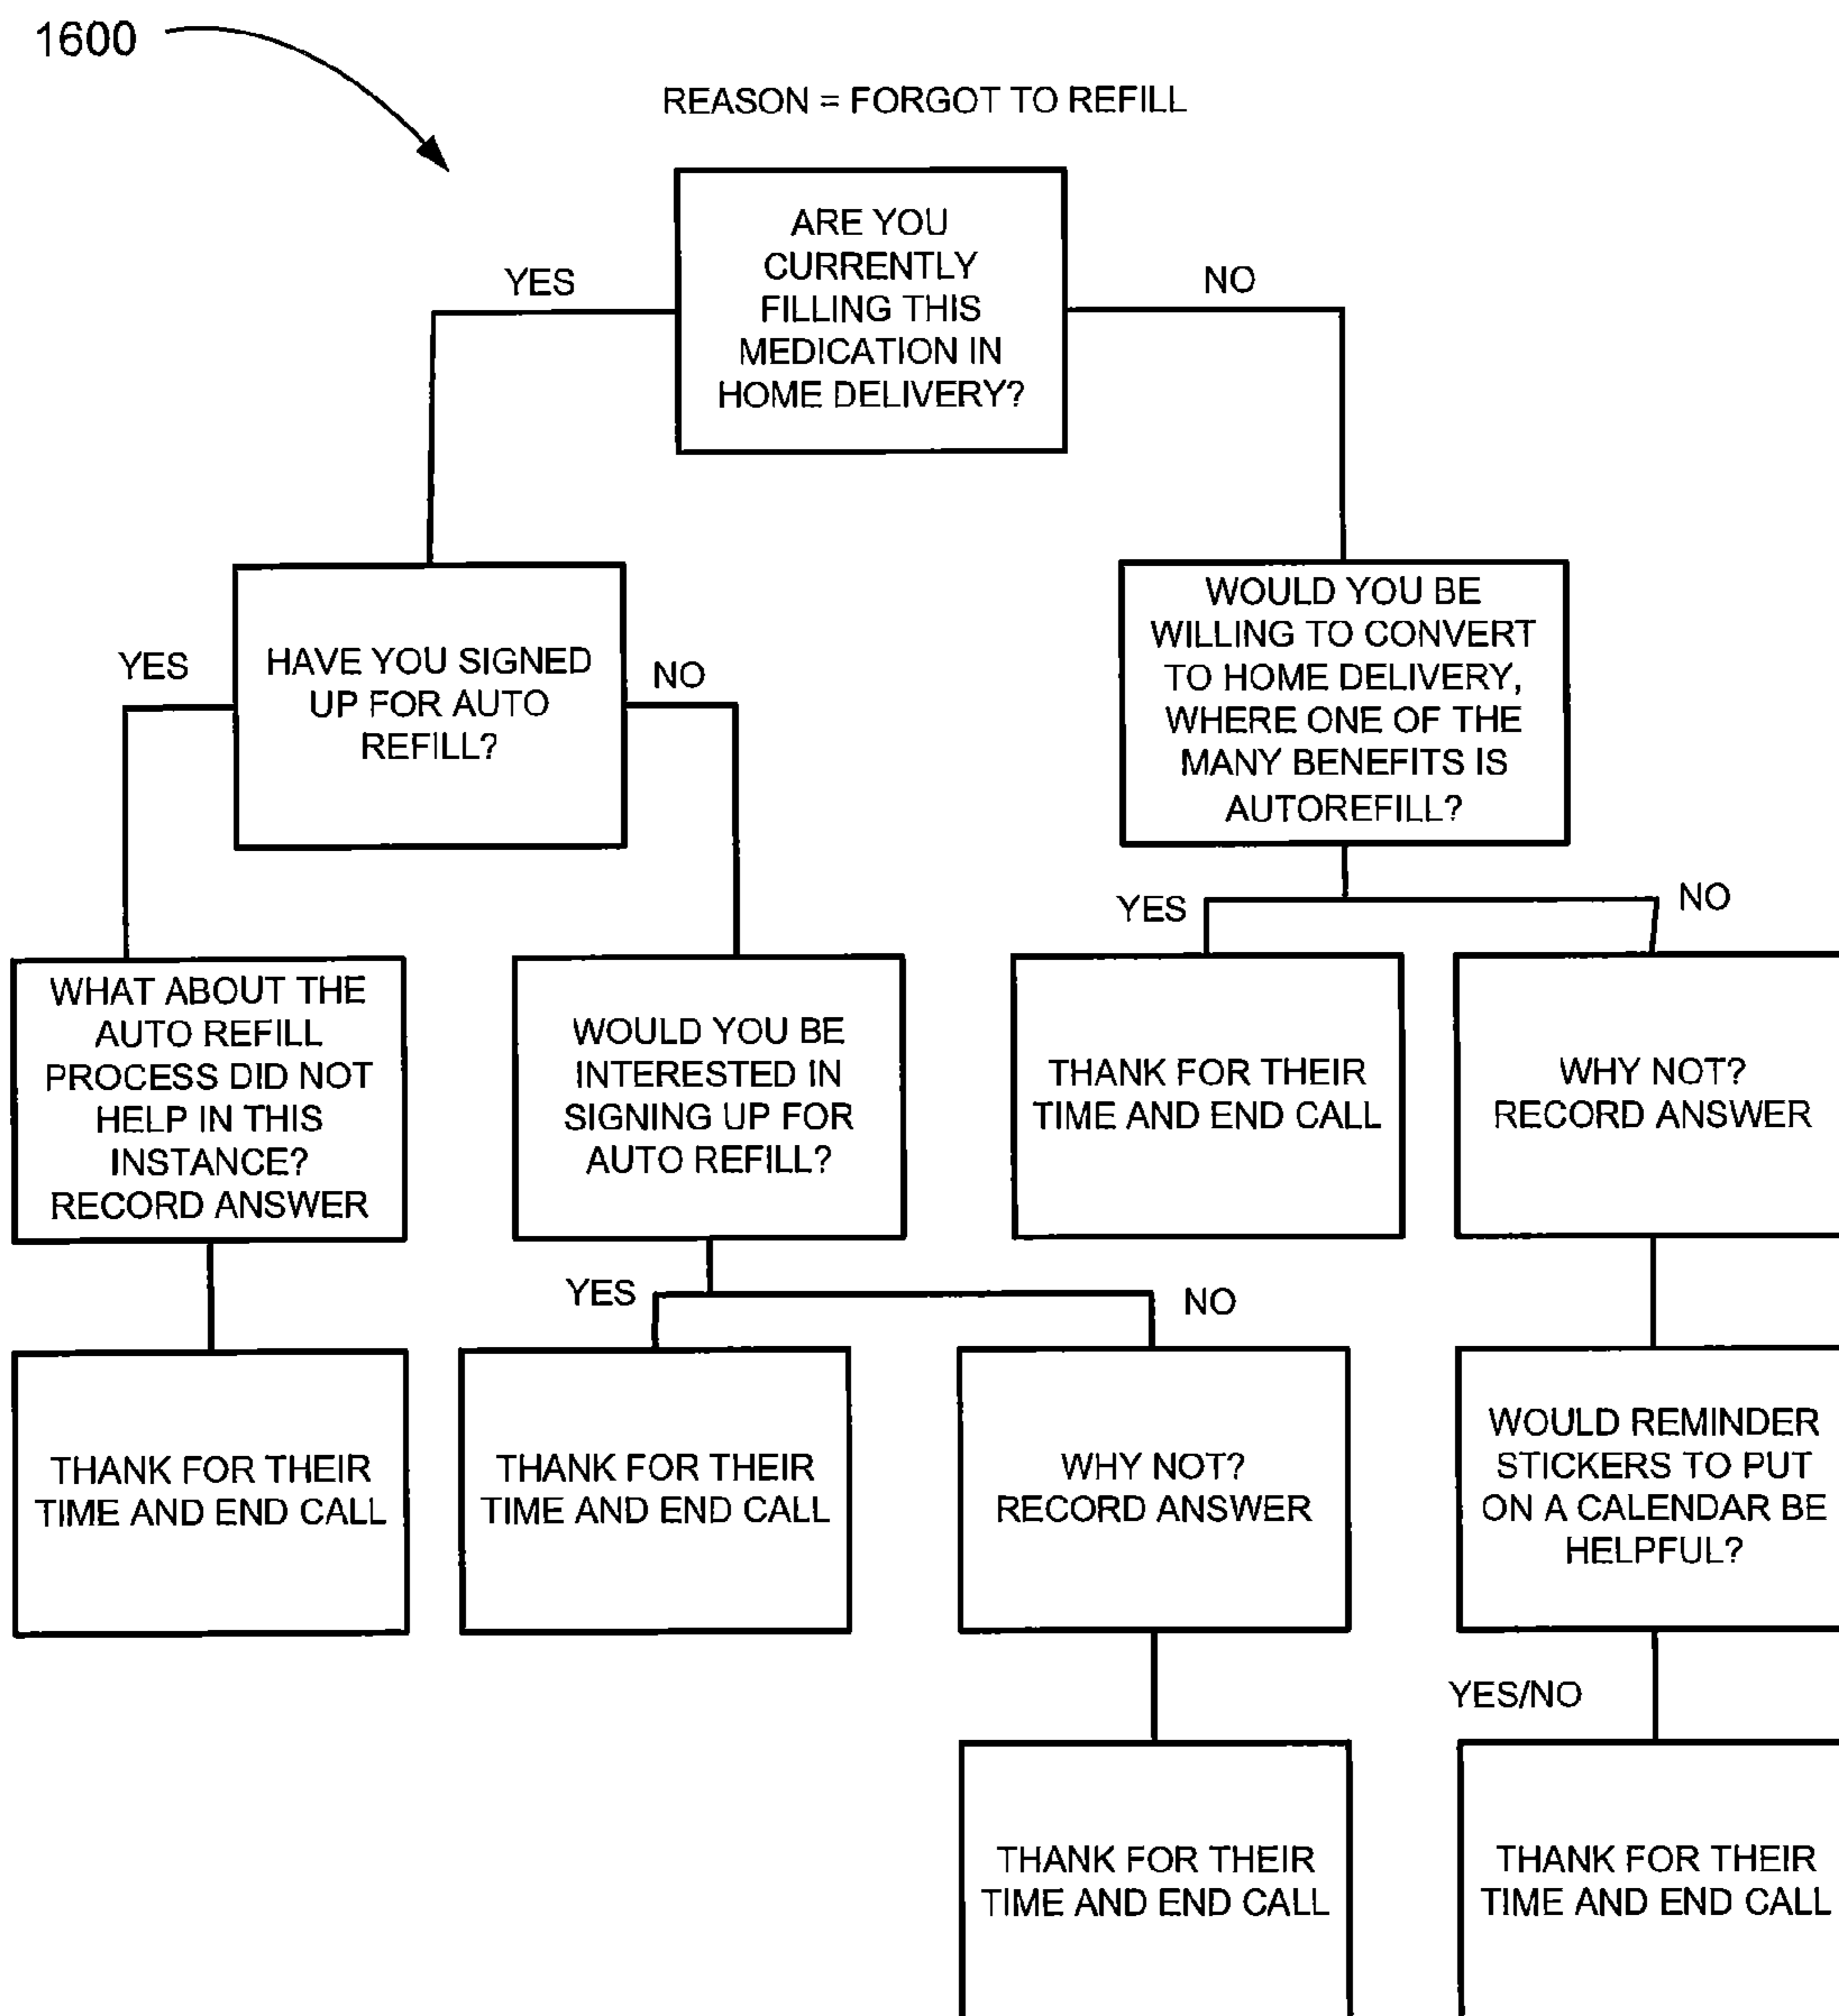 1600
REASON = FORGOT TO REFILL
ARE YOU
CURRENTLY
FILLING THIS
MEDICATION IN
HOME DELIVERY?
YES
NO
HAVE YOU SIGNED
UP FOR AUTO
REFILL?
YES
NO
WOULD YOU BE
WILLING TO CONVERT
TO HOME DELIVERY,
WHERE ONE OF THE
MANY BENEFITS IS
AUTOREFILL?
YES
NO
WHAT ABOUT THE
AUTO REFILL
PROCESS DID NOT
HELP IN THIS
INSTANCE?
RECORD ANSWER
WOULD YOU BE
INTERESTED IN
SIGNING UP FOR
AUTO REFILL?
THANK FOR THEIR
TIME AND END CALL
WHY NOT?
RECORD ANSWER
YES
NO
THANK FOR THEIR
TIME AND END CALL
THANK FOR THEIR
TIME AND END CALL
WHY NOT?
RECORD ANSWER
WOULD REMINDER
STICKERS TO PUT
ON A CALENDAR BE
HELPFUL?
YES/NO
THANK FOR THEIR
TIME AND END CALL
THANK FOR THEIR
TIME AND END CALL